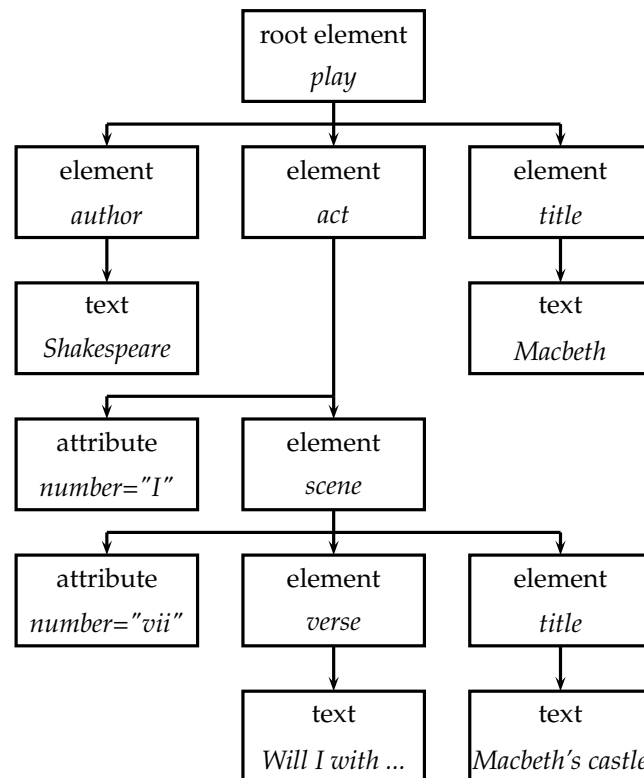 root element
play
element
author
element
act
element
title
text
Shakespeare
text
Macbeth
attribute
number="I"
element
scene
attribute
number="vii"
element
verse
element
title
text
Will I with ...
text
Macbeth's castle